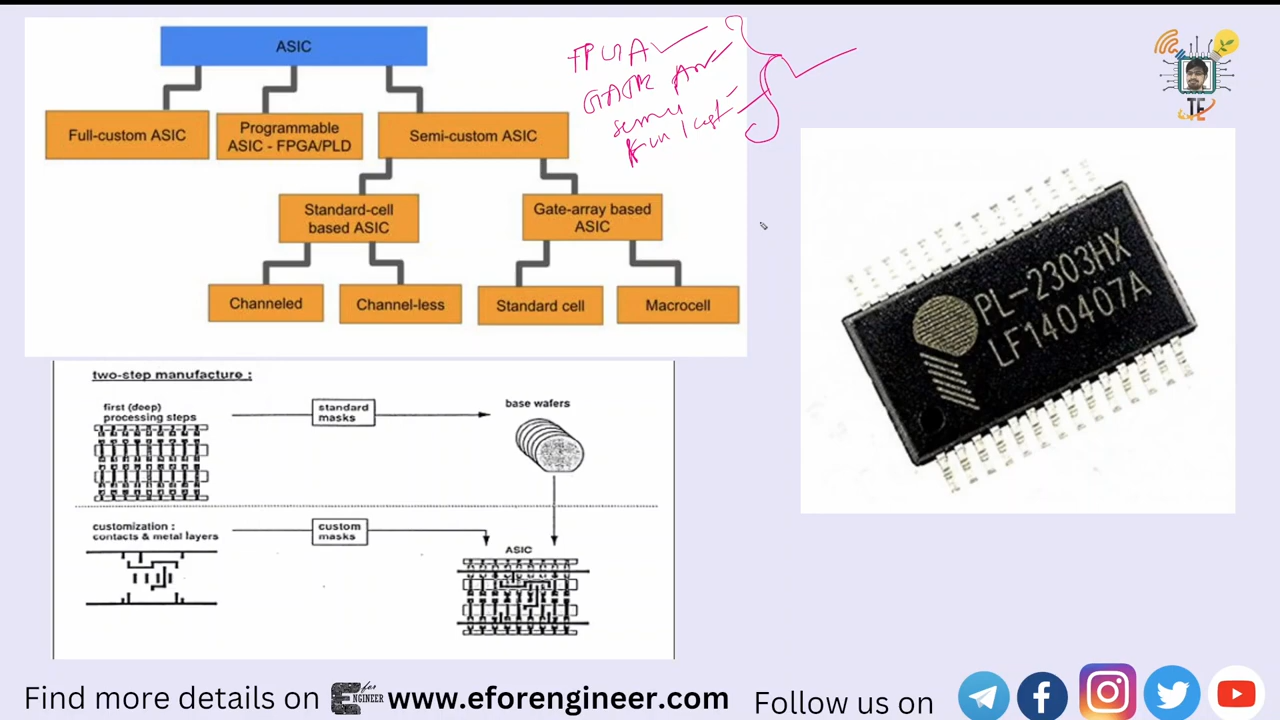 ASIC
Full-custom ASIC
Programmable
ASIC - FPGA/PLD
Semi-custom ASIC
Standard-cell
based ASIC
Gate-array based
ASIC
Channeled
Channel-less
Standard cell
Macrocell
FPGA
semi
two-step manufacture :
first (deep)
processing steps
standard
masks
base wafers
customization :
contacts & metal layers
custom
masks
ASIC
TE
PL-2303HX
LF140407A
Find more details on
E for
ENGINEER
www.eforengineer.com
Follow us on